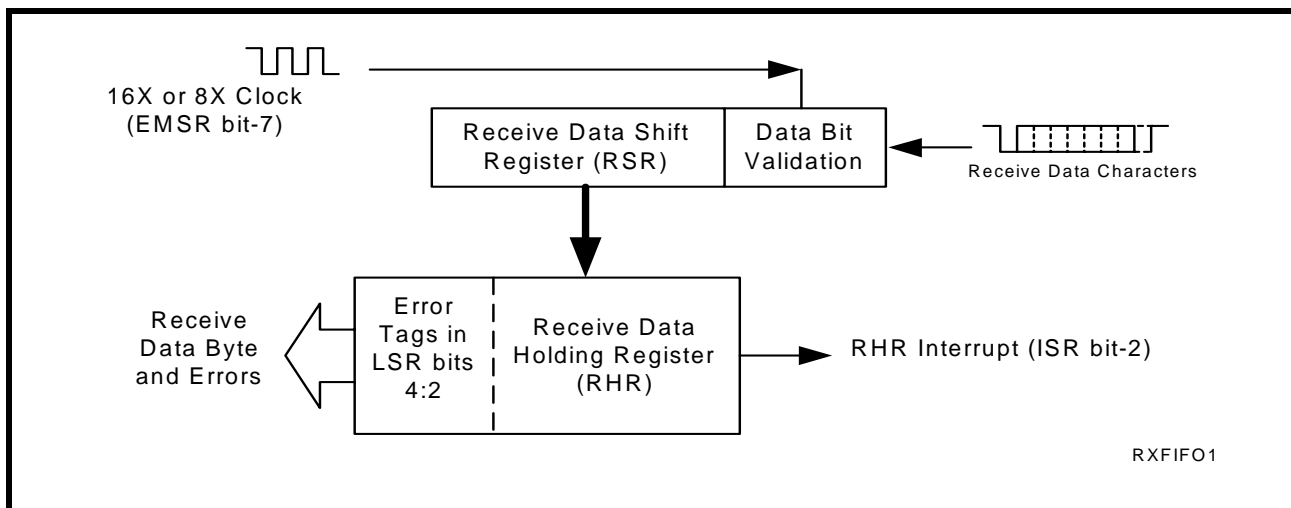 16X or 8X Clock
(EMSR bit-7)
Receive Data Shift
Register (RSR)
Data Bit
Validation
Receive Data Characters
Receive
Data Byte
and Errors
Error
Tags in
LSR bits
4:2
Receive Data
Holding Register
(RHR)
RHR Interrupt (ISR bit-2)
RXFIFO1